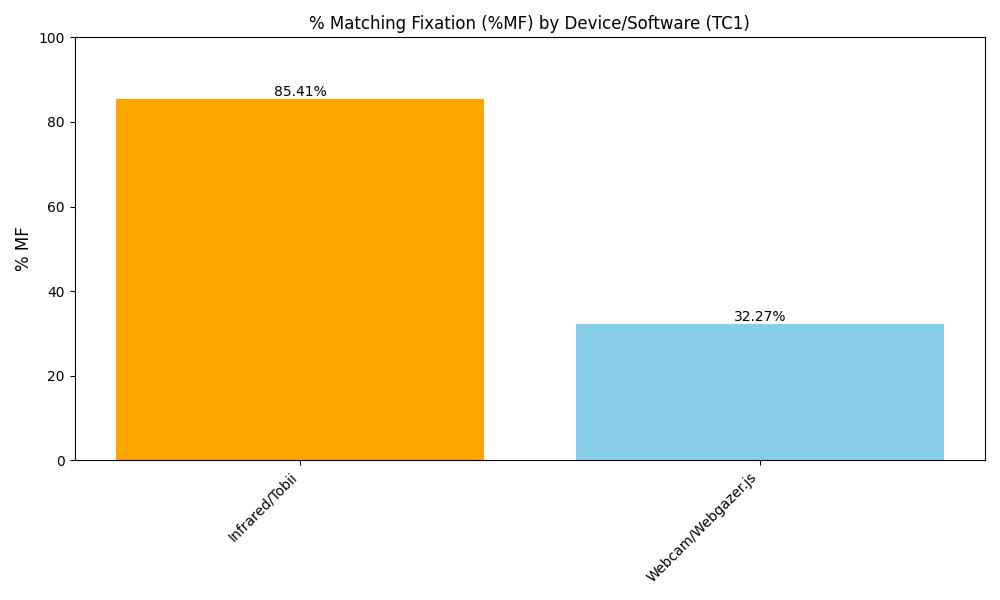 % Matching Fixation (%MF) by Device/Software (TC1)
100
80
60
40
20
0
% MF
85.41%
32.27%
Infrared/Tobii
Webcam/Webgazer.js